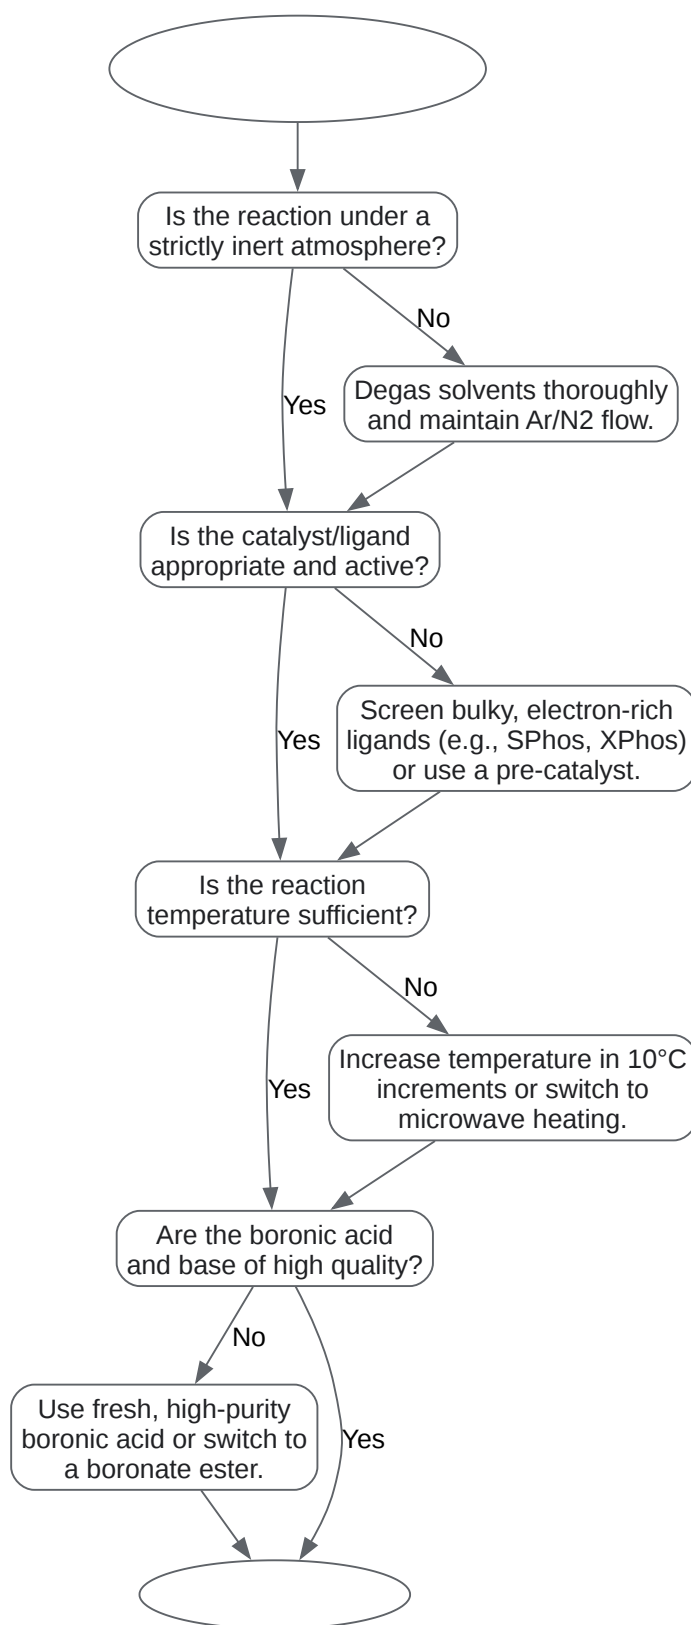 Is the reaction under a
strictly inert atmosphere?
No
Degas solvents thoroughly
and maintain Ar/N2 flow.
Yes
Is the catalyst/ligand
appropriate and active?
No
Screen bulky, electron-rich
ligands (e.g., SPhos, XPhos)
or use a pre-catalyst.
Yes
Is the reaction
temperature sufficient?
No
Increase temperature in 10°C
increments or switch to
microwave heating.
Yes
Are the boronic acid
and base of high quality?
No
Use fresh, high-purity
boronic acid or switch to
a boronate ester.
Yes